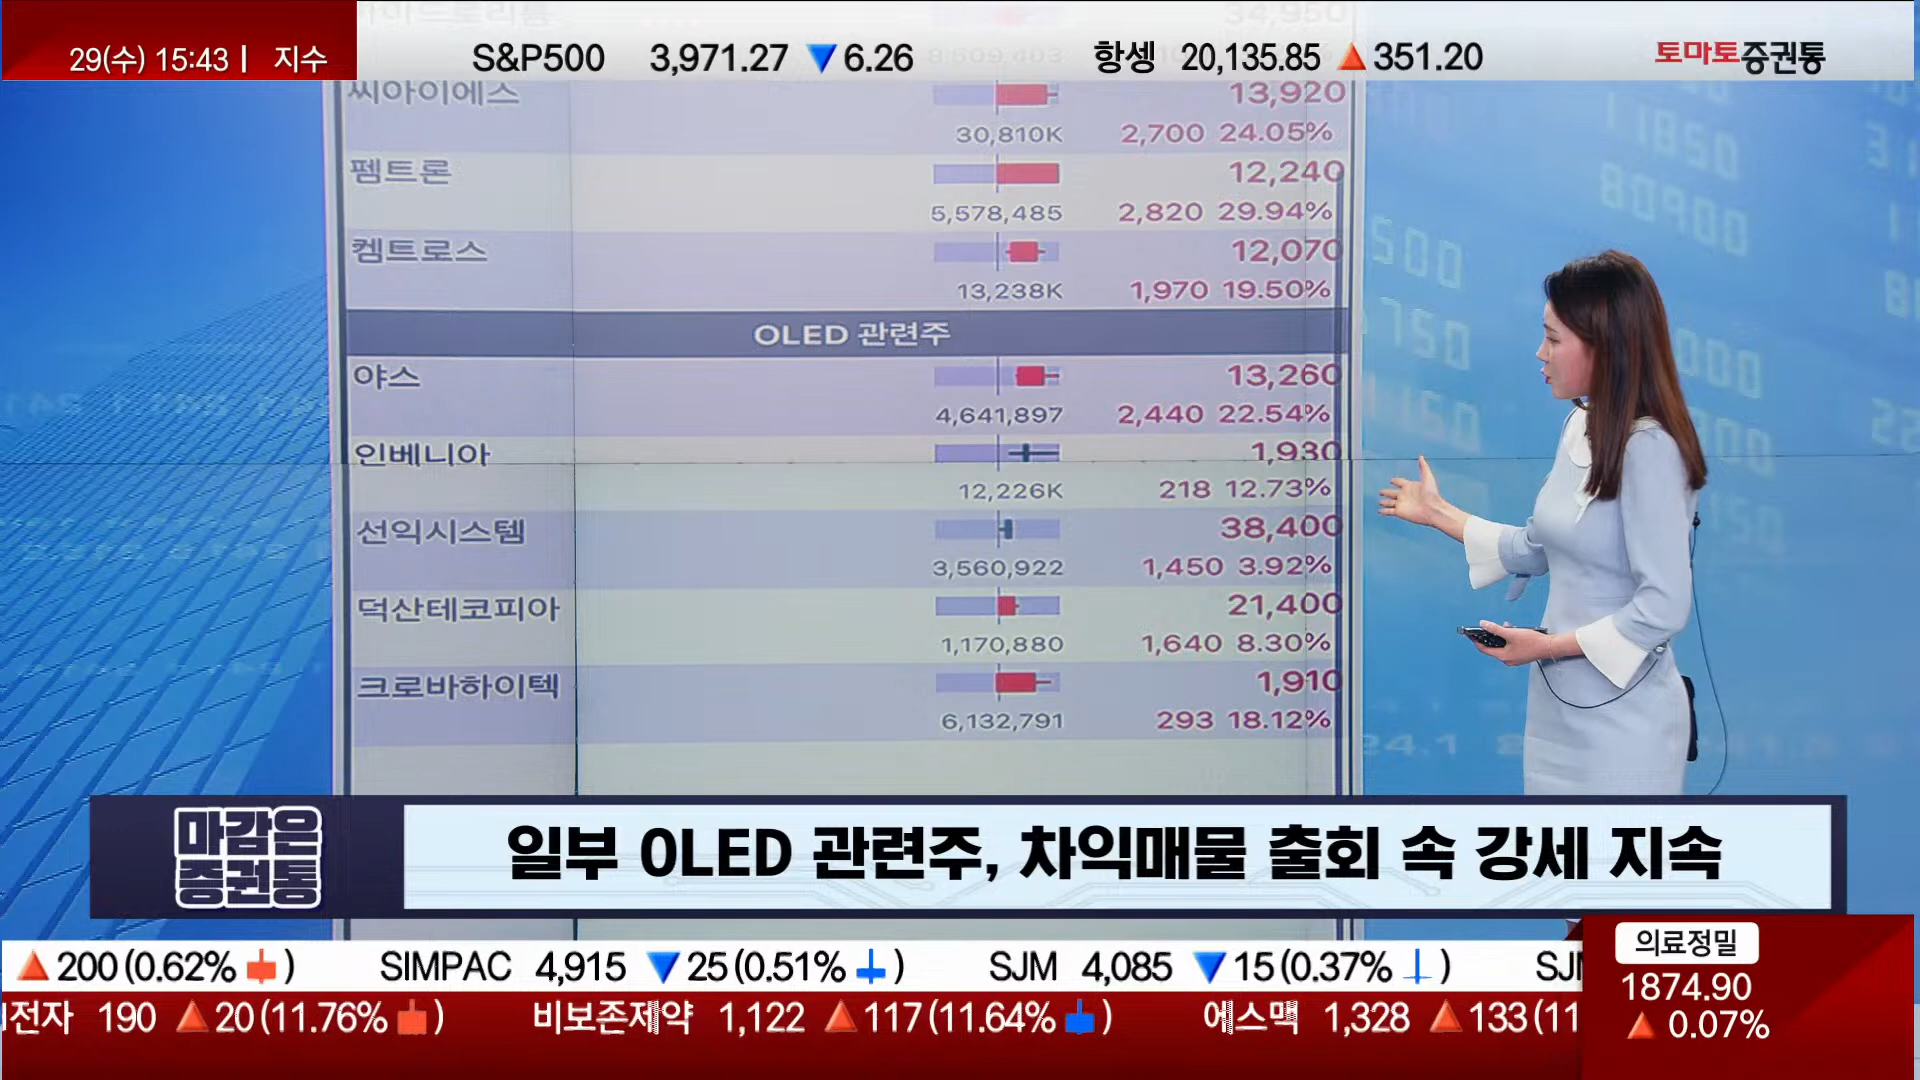 29(수) 15:43 | 지수
S&P500 3,971.27 ▼6.26
항셍 20,135.85 ▲351.20
토마토증권통
34,950
8,509,403
씨아이에스 13,920
30,810K 2,700 24.05%
펨트론 12,240
5,578,485 2,820 29.94%
켐트로스 12,070
13,238K 1,970 19.50%
OLED 관련주
야스 13,260
4,641,897 2,440 22.54%
인베니아 1,930
12,226K 218 12.73%
선익시스템 38,400
3,560,922 1,450 3.92%
덕산테코피아 21,400
1,170,880 1,640 8.30%
크로바하이텍 1,910
6,132,791 293 18.12%
마감은
증권통
일부 OLED 관련주, 차익매물 출회 속 강세 지속
▲200(0.62%) SIMPAC 4,915 ▼25(0.51%) SJM 4,085 ▼15(0.37%) SJM
전자 190 ▲20(11.76%) 비보존제약 1,122 ▲117(11.64%) 에스맥 1,328 ▲133(11
의료정밀
1874.90
▲ 0.07%